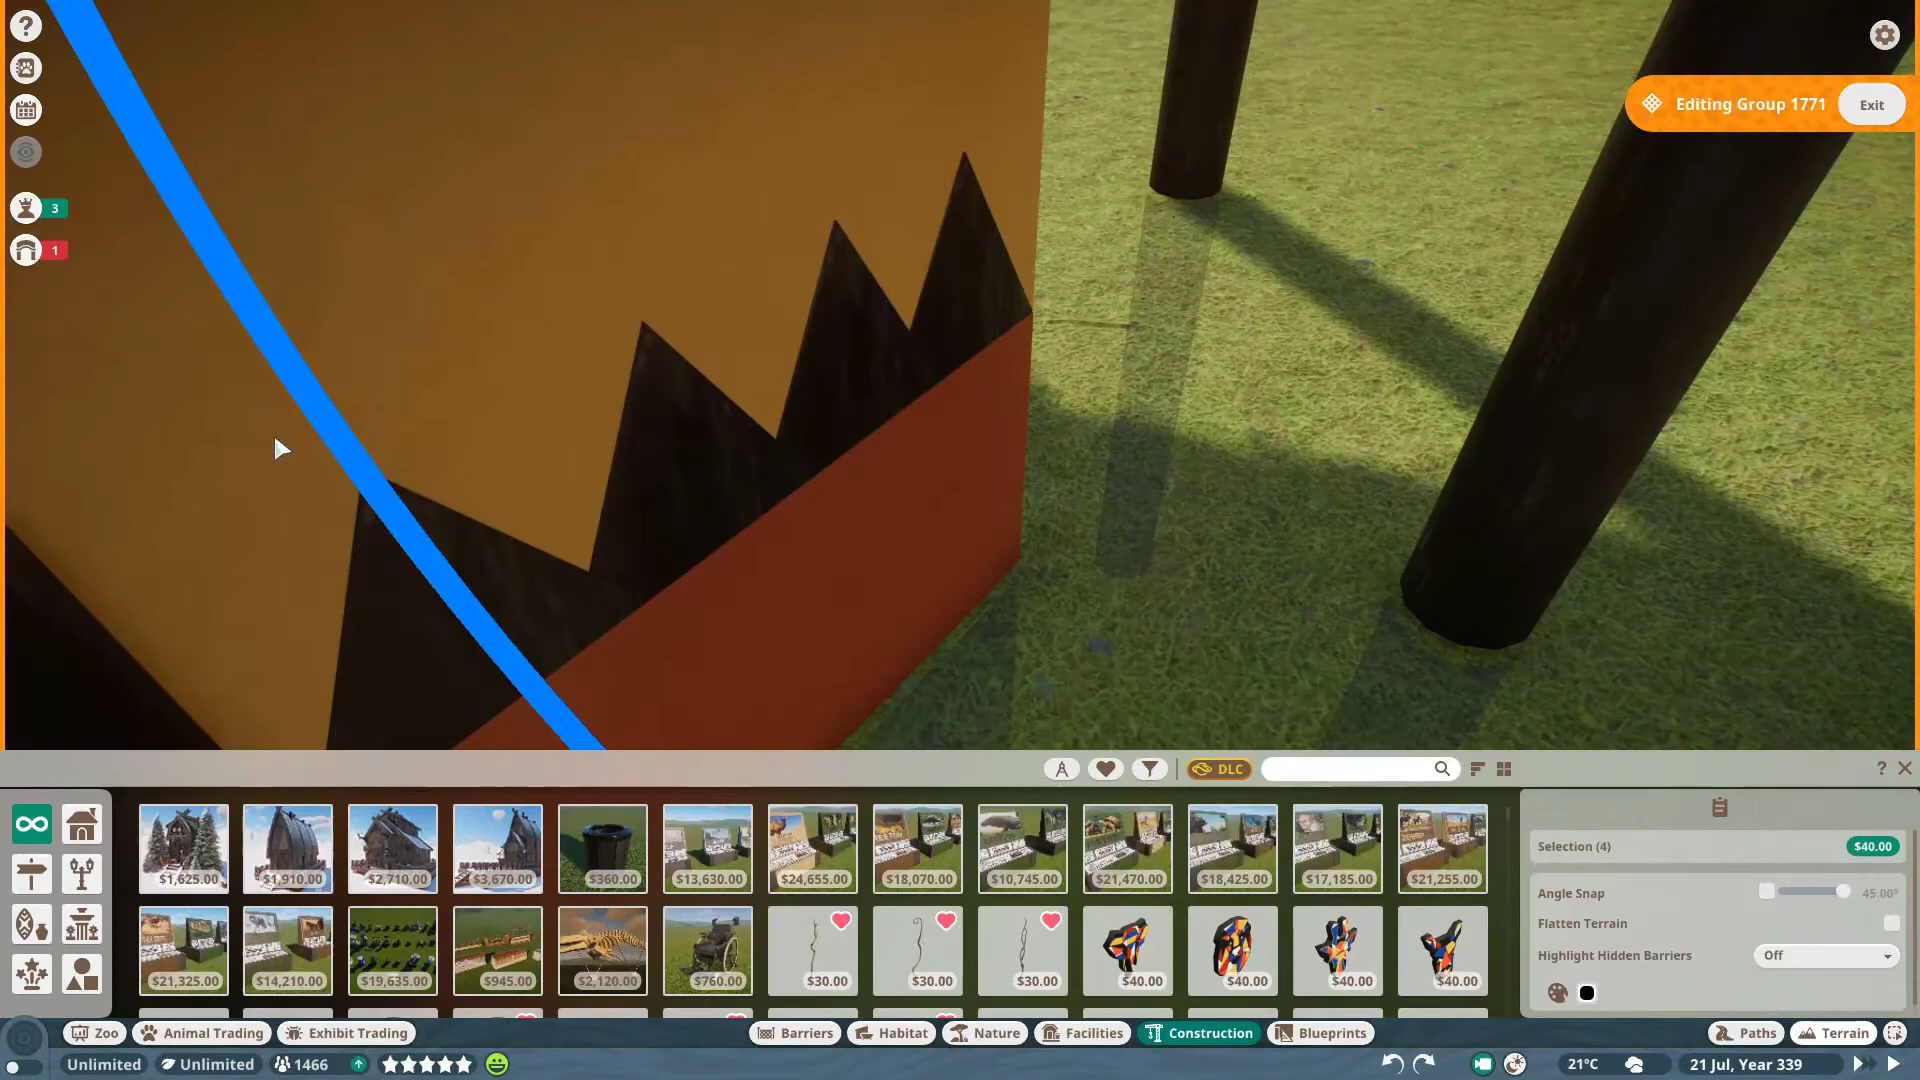 Editing Group 1771 Exit
3
1
DLC
$1,625.00 $1,910.00 $2,710.00 $3,670.00 $360.00 $13,630.00 $24,655.00 $18,070.00 $10,745.00 $21,470.00 $18,425.00 $17,185.00 $21,255.00
$21,325.00 $14,210.00 $19,635.00 $945.00 $2,120.00 $760.00 $30.00 $30.00 $30.00 $40.00 $40.00 $40.00 $40.00
Selection (4) $40.00
Angle Snap 45.00°
Flatten Terrain
Highlight Hidden Barriers Off
Zoo Animal Trading Exhibit Trading Barriers Habitat Nature Facilities Construction Blueprints Paths Terrain
Unlimited Unlimited 1466 21°C 21 Jul, Year 339